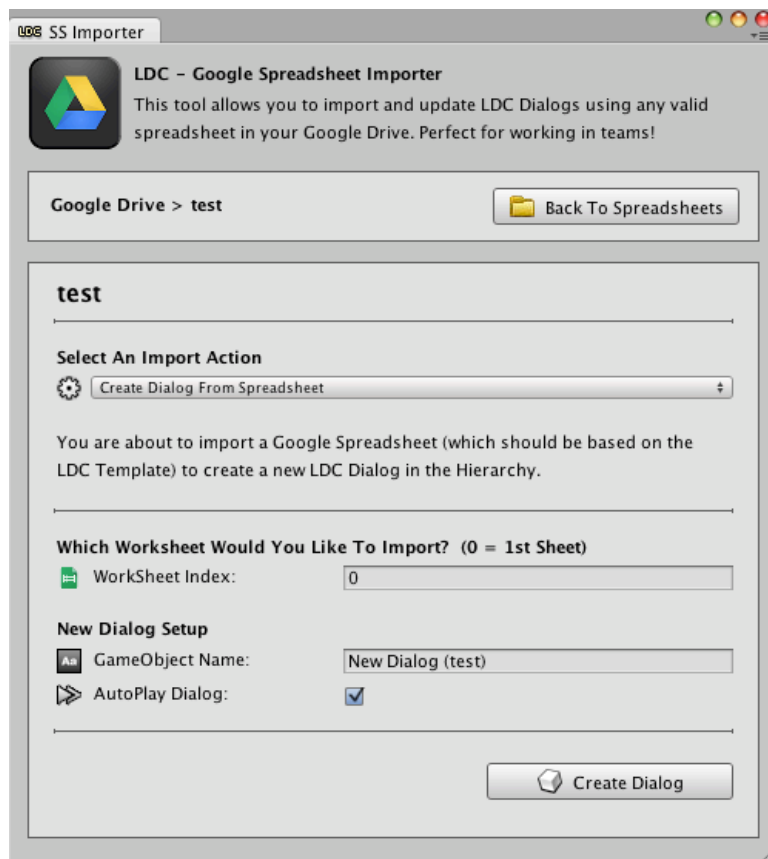 LDC SS Importer
LDC - Google Spreadsheet Importer
This tool allows you to import and update LDC Dialogs using any valid
spreadsheet in your Google Drive. Perfect for working in teams!
Google Drive > test
Back To Spreadsheets
test
Select An Import Action
Create Dialog From Spreadsheet
You are about to import a Google Spreadsheet (which should be based on the
LDC Template) to create a new LDC Dialog in the Hierarchy.
Which Worksheet Would You Like To Import? (0 = 1st Sheet)
WorkSheet Index: 0
New Dialog Setup
Aa GameObject Name: New Dialog (test)
AutoPlay Dialog:
Create Dialog